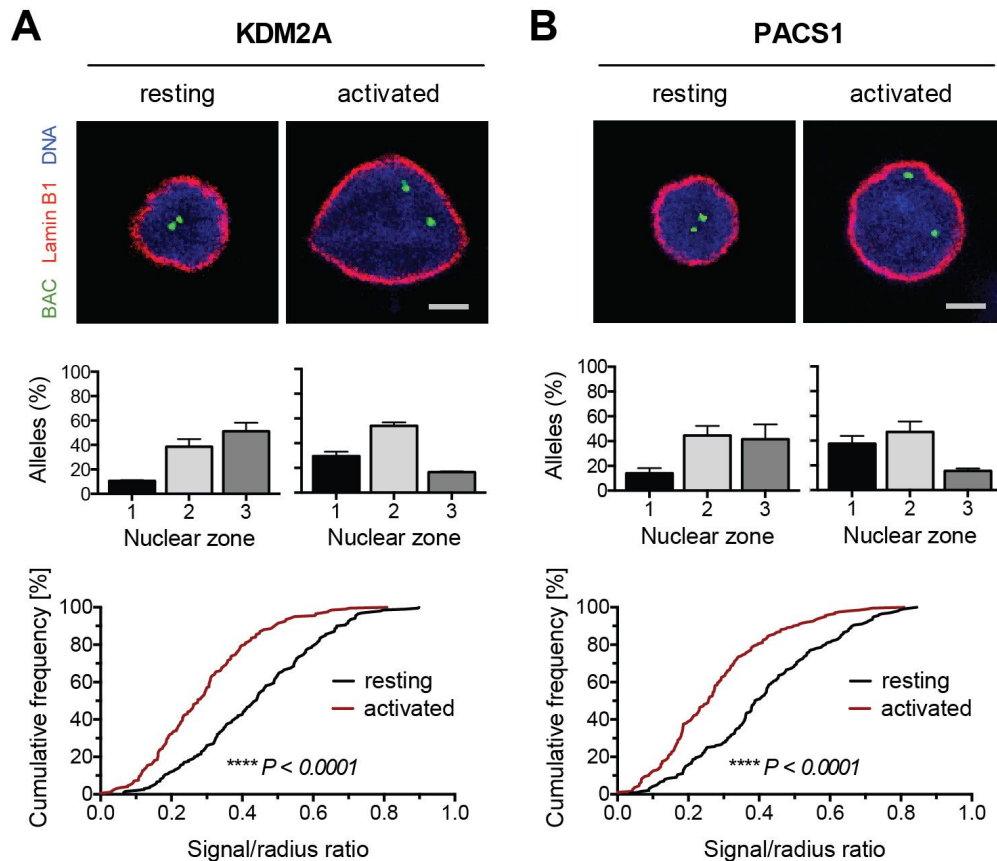 A
KDM2A
resting activated
BAC Lamin B1 DNA
Alleles (%)
100
80
60
40
20
0
1 2 3
Nuclear zone
1 2 3
Nuclear zone
Cumulative frequency [%]
100
80
60
40
20
0
resting
activated
**** P < 0.0001
0.0 0.2 0.4 0.6 0.8 1.0
Signal/radius ratio
B
PACS1
resting activated
Alleles (%)
100
80
60
40
20
0
1 2 3
Nuclear zone
1 2 3
Nuclear zone
Cumulative frequency [%]
100
80
60
40
20
0
resting
activated
**** P < 0.0001
0.0 0.2 0.4 0.6 0.8 1.0
Signal/radius ratio